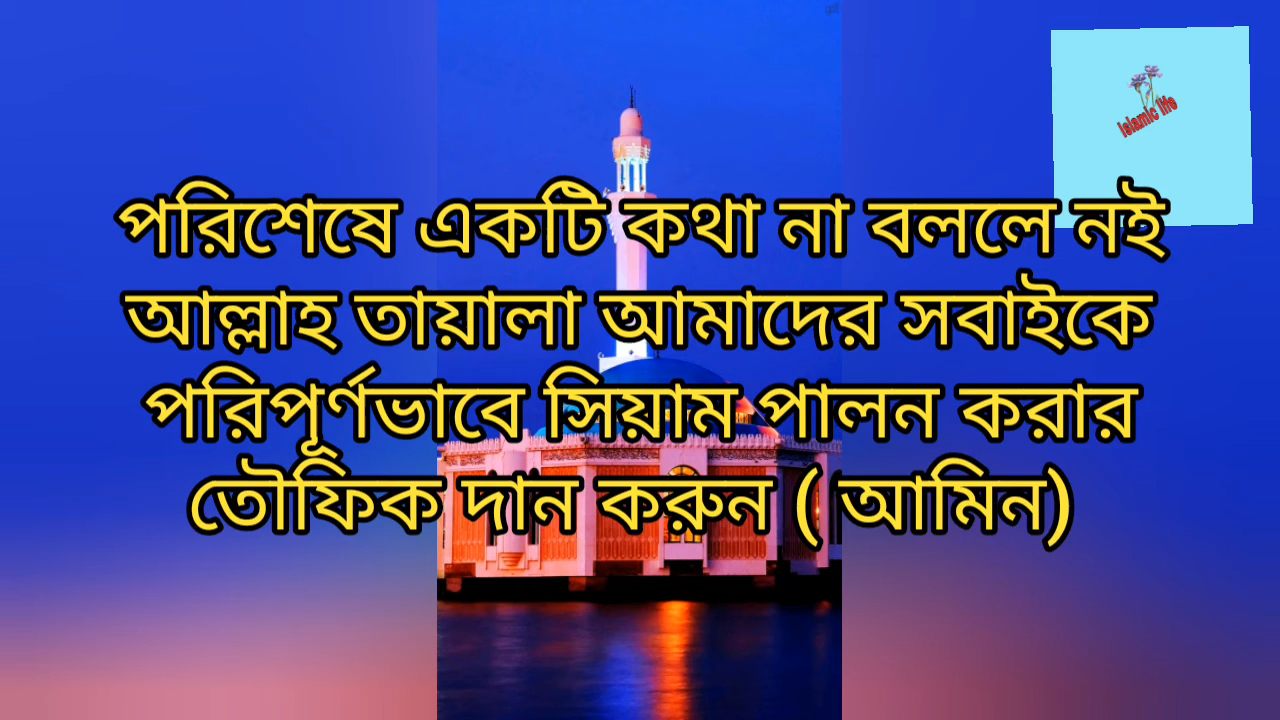 Islamic life
পরিশেষে একটি কথা না বললে নই
আল্লাহ তায়ালা আমাদের সবাইকে
পরিপূর্ণভাবে সিয়াম পালন করার
তৌফিক দান করুন ( আমিন)